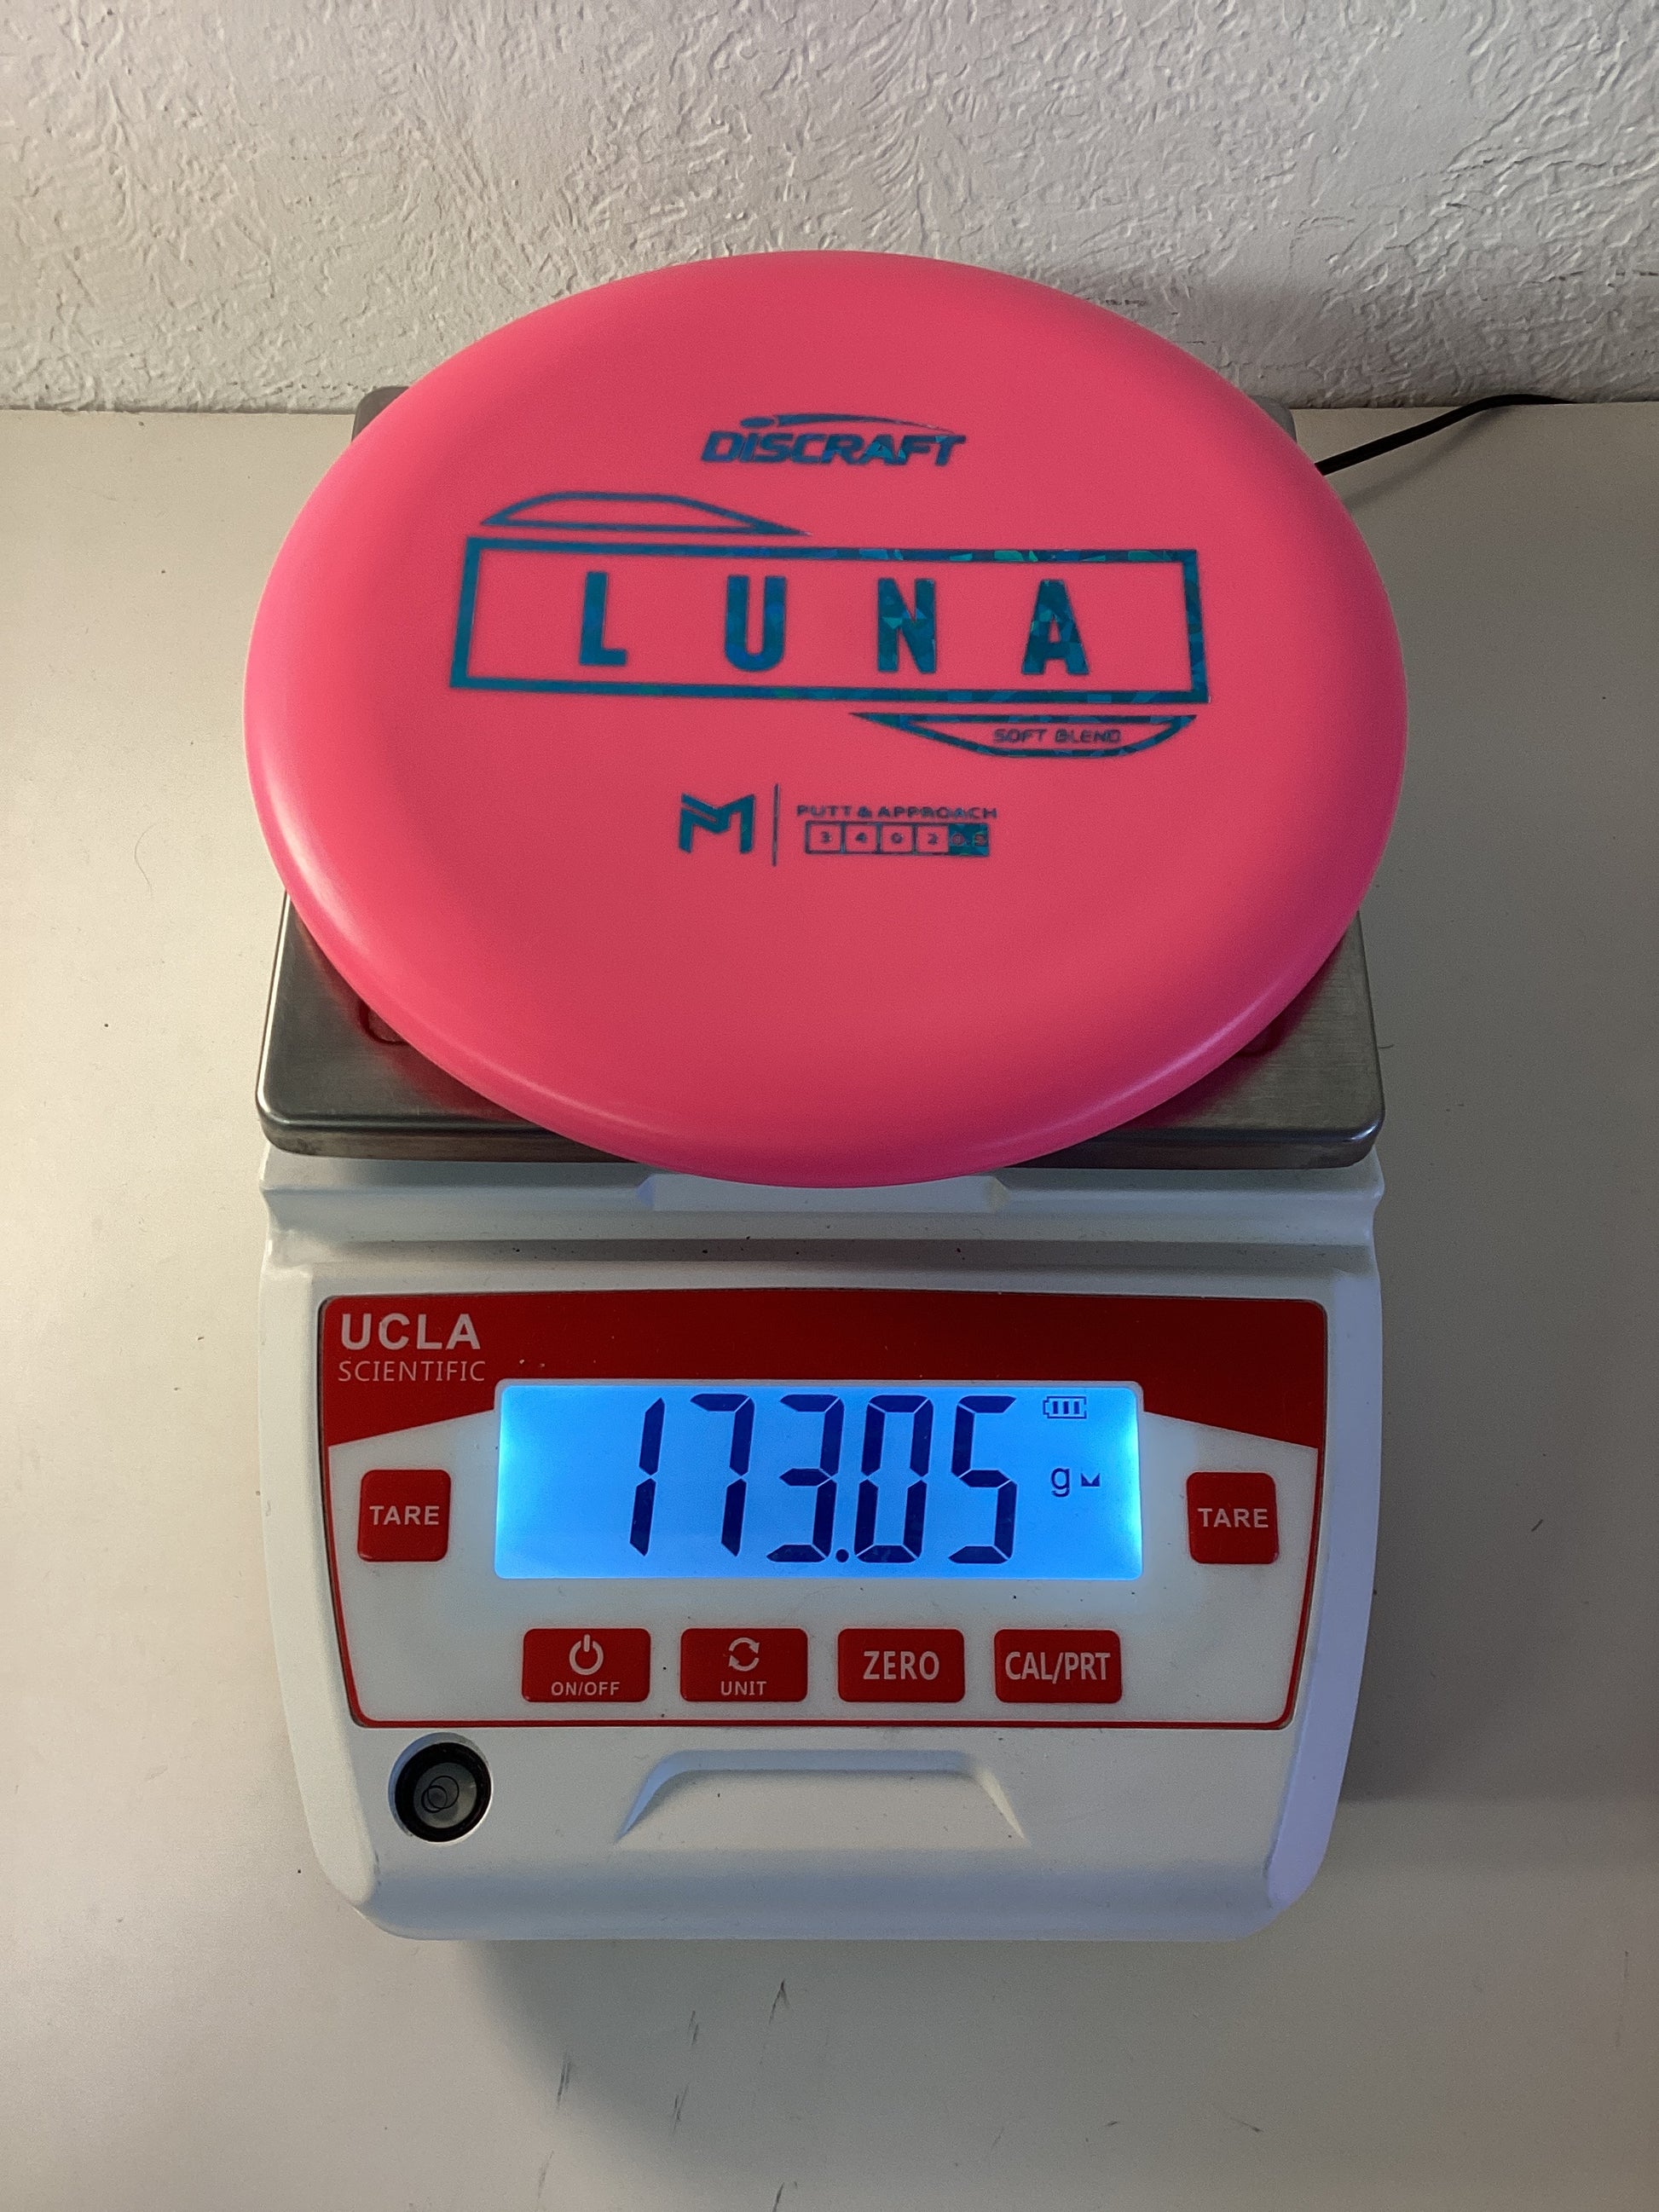 DISCRAFT
LUNA
SOFT BLEND
PUTT & APPROACH
3 4 0 2
UCLA
SCIENTIFIC
173.05 g
TARE
TARE
ON/OFF
UNIT
ZERO
CAL/PRT